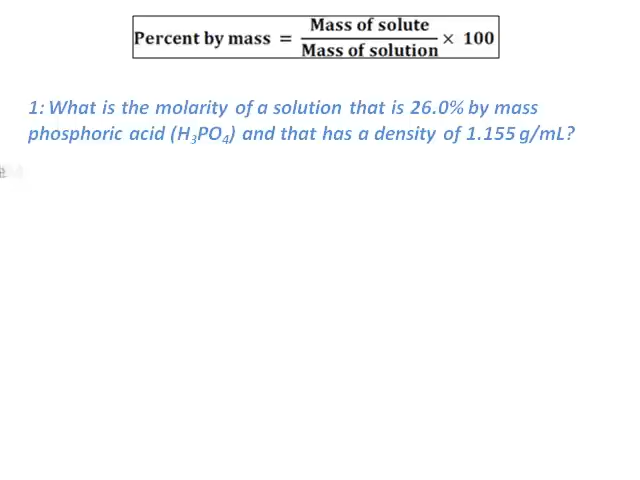 Percent by mass = Mass of solute / Mass of solution × 100
1: What is the molarity of a solution that is 26.0% by mass
phosphoric acid (H₃PO₄) and that has a density of 1.155 g/mL?